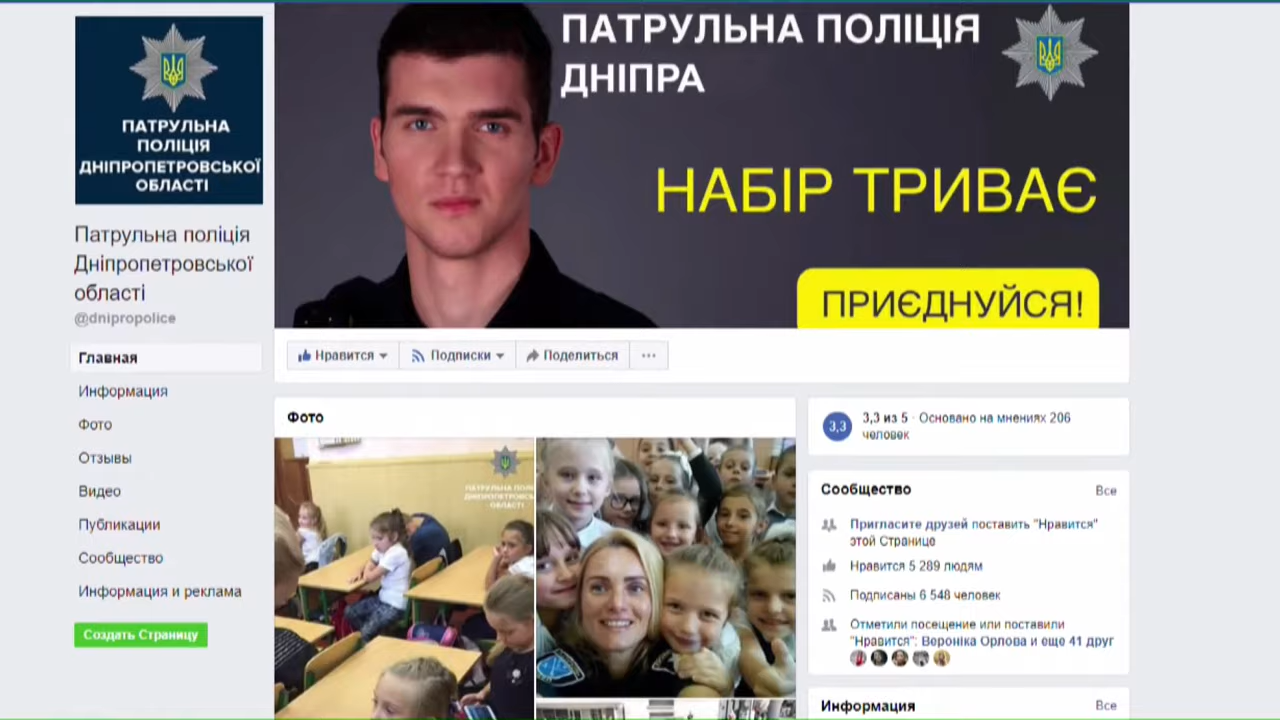 ПАТРУЛЬНА
ПОЛІЦІЯ
ДНІПРОПЕТРОВСЬКОЇ
ОБЛАСТІ
Патрульна поліція
Дніпропетровської
області
@dnipropolice
Главная
Информация
Фото
Отзывы
Видео
Публикации
Сообщество
Информация и реклама
Создать Страницу
ПАТРУЛЬНА ПОЛІЦІЯ
ДНІПРА
НАБІР ТРИВАЄ
ПРИЄДНУЙСЯ!
Нравится
Подписки
Поделиться
Фото
ПАТРУЛЬНА
ОБЛАСТІ
3,3
3,3 из 5 · Основано на мнениях 206
человек
Сообщество
Все
Пригласите друзей поставить "Нравится"
этой Странице
Нравится 5 289 людям
Подписаны 6 548 человек
Отметили посещение или поставили
"Нравится": Вероніка Орлова и еще 41 друг
Информация
Все